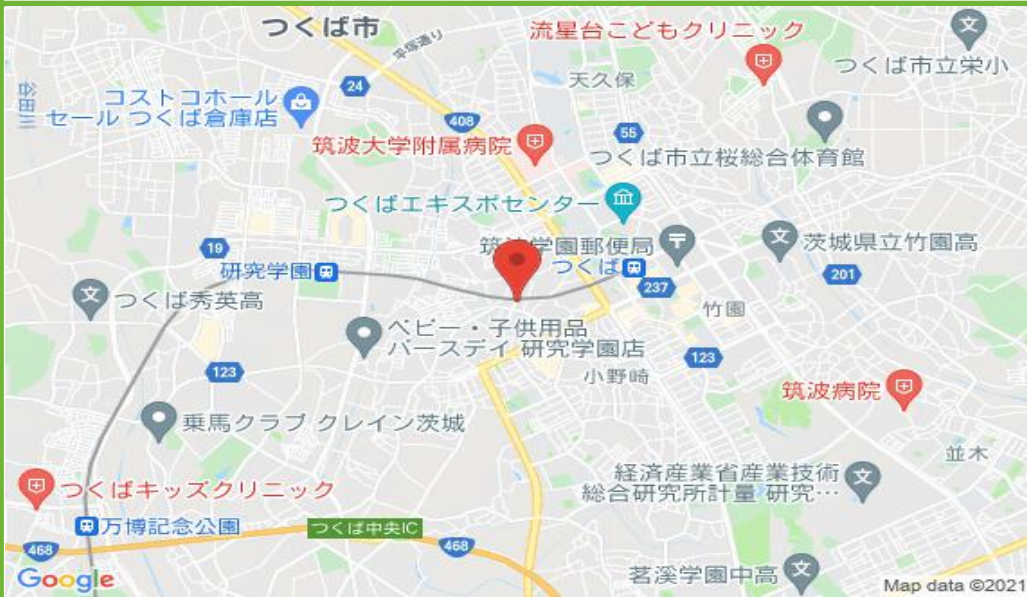 つくば市
平塚通り
流星台こどもクリニック
つくば市立栄小
谷田川
コストコホール
セール つくば倉庫店
24
天久保
408
筑波大学附属病院
55
つくば市立桜総合体育館
つくばエキスポセンター
19
学園郵便局
茨城県立竹園高
研究学園
つくば
201
237
つくば秀英高
竹園
ベビー・子供用品
バースデイ 研究学園店
123
123
小野崎
筑波病院
乗馬クラブ クレイン茨城
並木
経済産業省産業技術
総合研究所計量 研究…
つくばキッズクリニック
万博記念公園
つくば中央IC
468
468
茗溪学園中高
Google
Map data ©2021